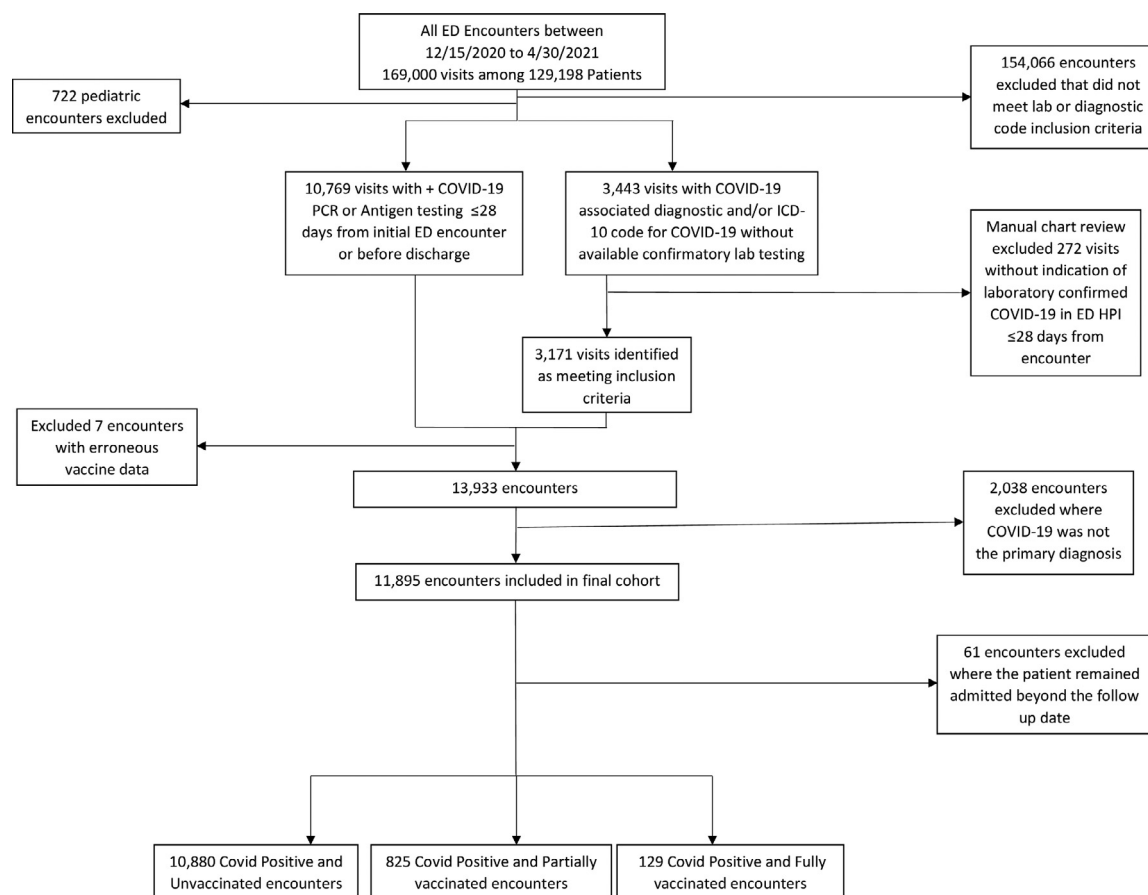 All ED Encounters between
12/15/2020 to 4/30/2021
169,000 visits among 129,198 Patients
722 pediatric
encounters excluded
154,066 encounters
excluded that did not
meet lab or diagnostic
code inclusion criteria
10,769 visits with + COVID-19
PCR or Antigen testing ≤28
days from initial ED encounter
or before discharge
3,443 visits with COVID-19
associated diagnostic and/or ICD-
10 code for COVID-19 without
available confirmatory lab testing
Manual chart review
excluded 272 visits
without indication of
laboratory confirmed
COVID-19 in ED HPI
≤28 days from
encounter
3,171 visits identified
as meeting inclusion
criteria
Excluded 7 encounters
with erroneous
vaccine data
13,933 encounters
2,038 encounters
excluded where
COVID-19 was not
the primary diagnosis
11,895 encounters included in final cohort
61 encounters excluded
where the patient remained
admitted beyond the follow
up date
10,880 Covid Positive and
Unvaccinated encounters
825 Covid Positive and Partially
vaccinated encounters
129 Covid Positive and Fully
vaccinated encounters